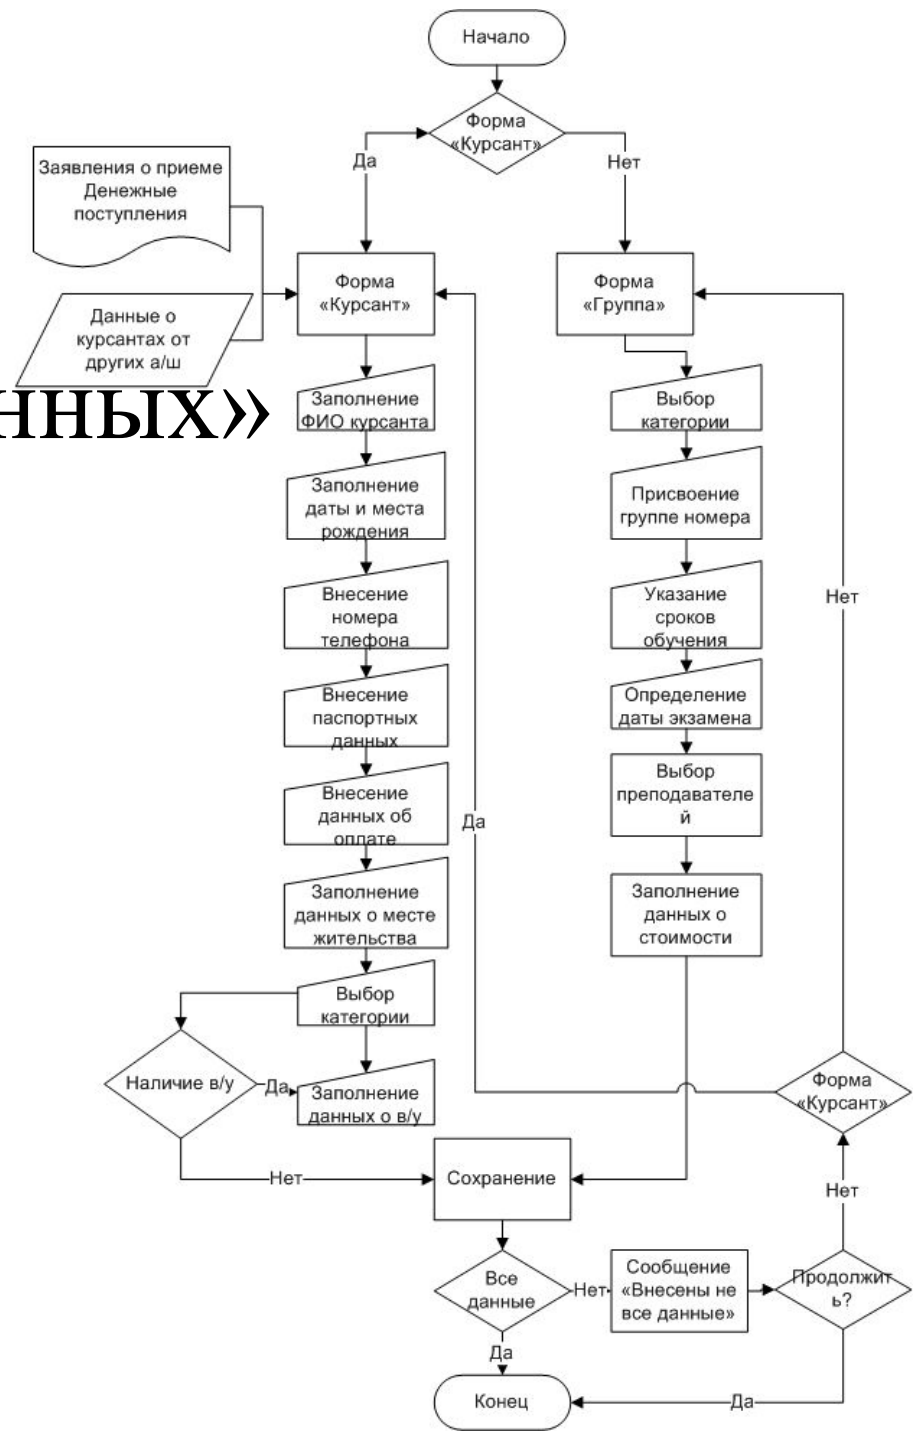 Начало
Форма
«Курсант»
Да
Нет
Заявления о приеме
Денежные
поступления
Данные о
курсантах от
других а/ш
нных»
Форма
«Курсант»
Заполнение
ФИО курсанта
Заполнение
даты и места
рождения
Внесение
номера
телефона
Внесение
паспортных
данных
Внесение
данных об
оплате
Заполнение
данных о месте
жительства
Выбор
категории
Наличие в/у
Да
Заполнение
данных о в/у
Нет
Форма
«Группа»
Выбор
категории
Присвоение
группе номера
Указание
сроков
обучения
Определение
даты экзамена
Выбор
преподавателе
й
Заполнение
данных о
стоимости
Да
Нет
Форма
«Курсант»
Сохранение
Нет
Все
данные
Нет
Сообщение
«Внесены не
все данные»
Продолжит
ь?
Да
Конец
Да